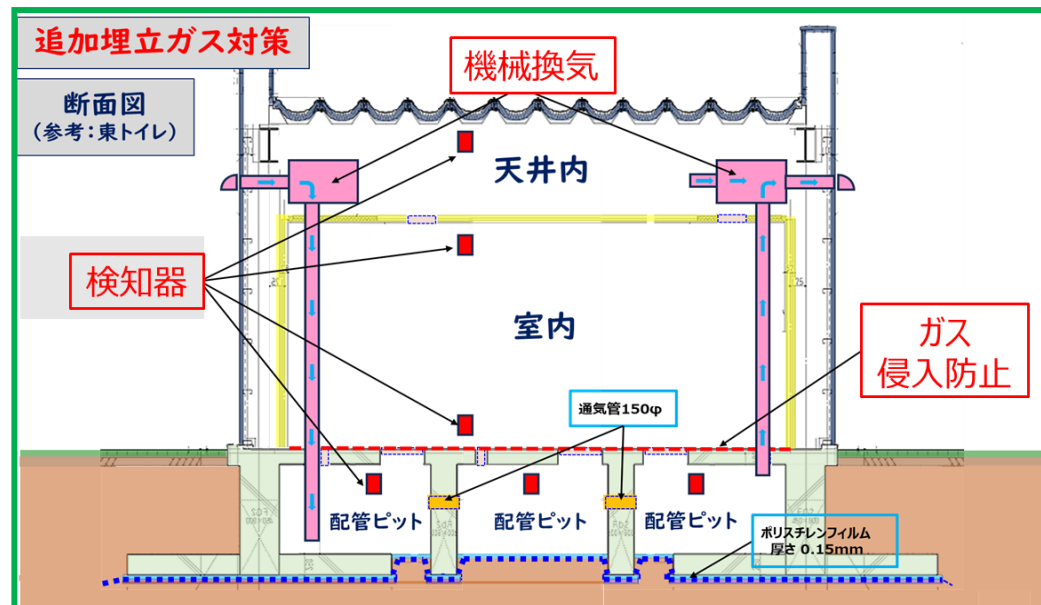 追加埋立ガス対策
機械換気
断面図
(参考：東トイレ)
天井内
検知器
室内
ガス
侵入防止
通気管150φ
配管ピット
配管ピット
配管ピット
ポリスチレンフィルム
厚さ 0.15mm